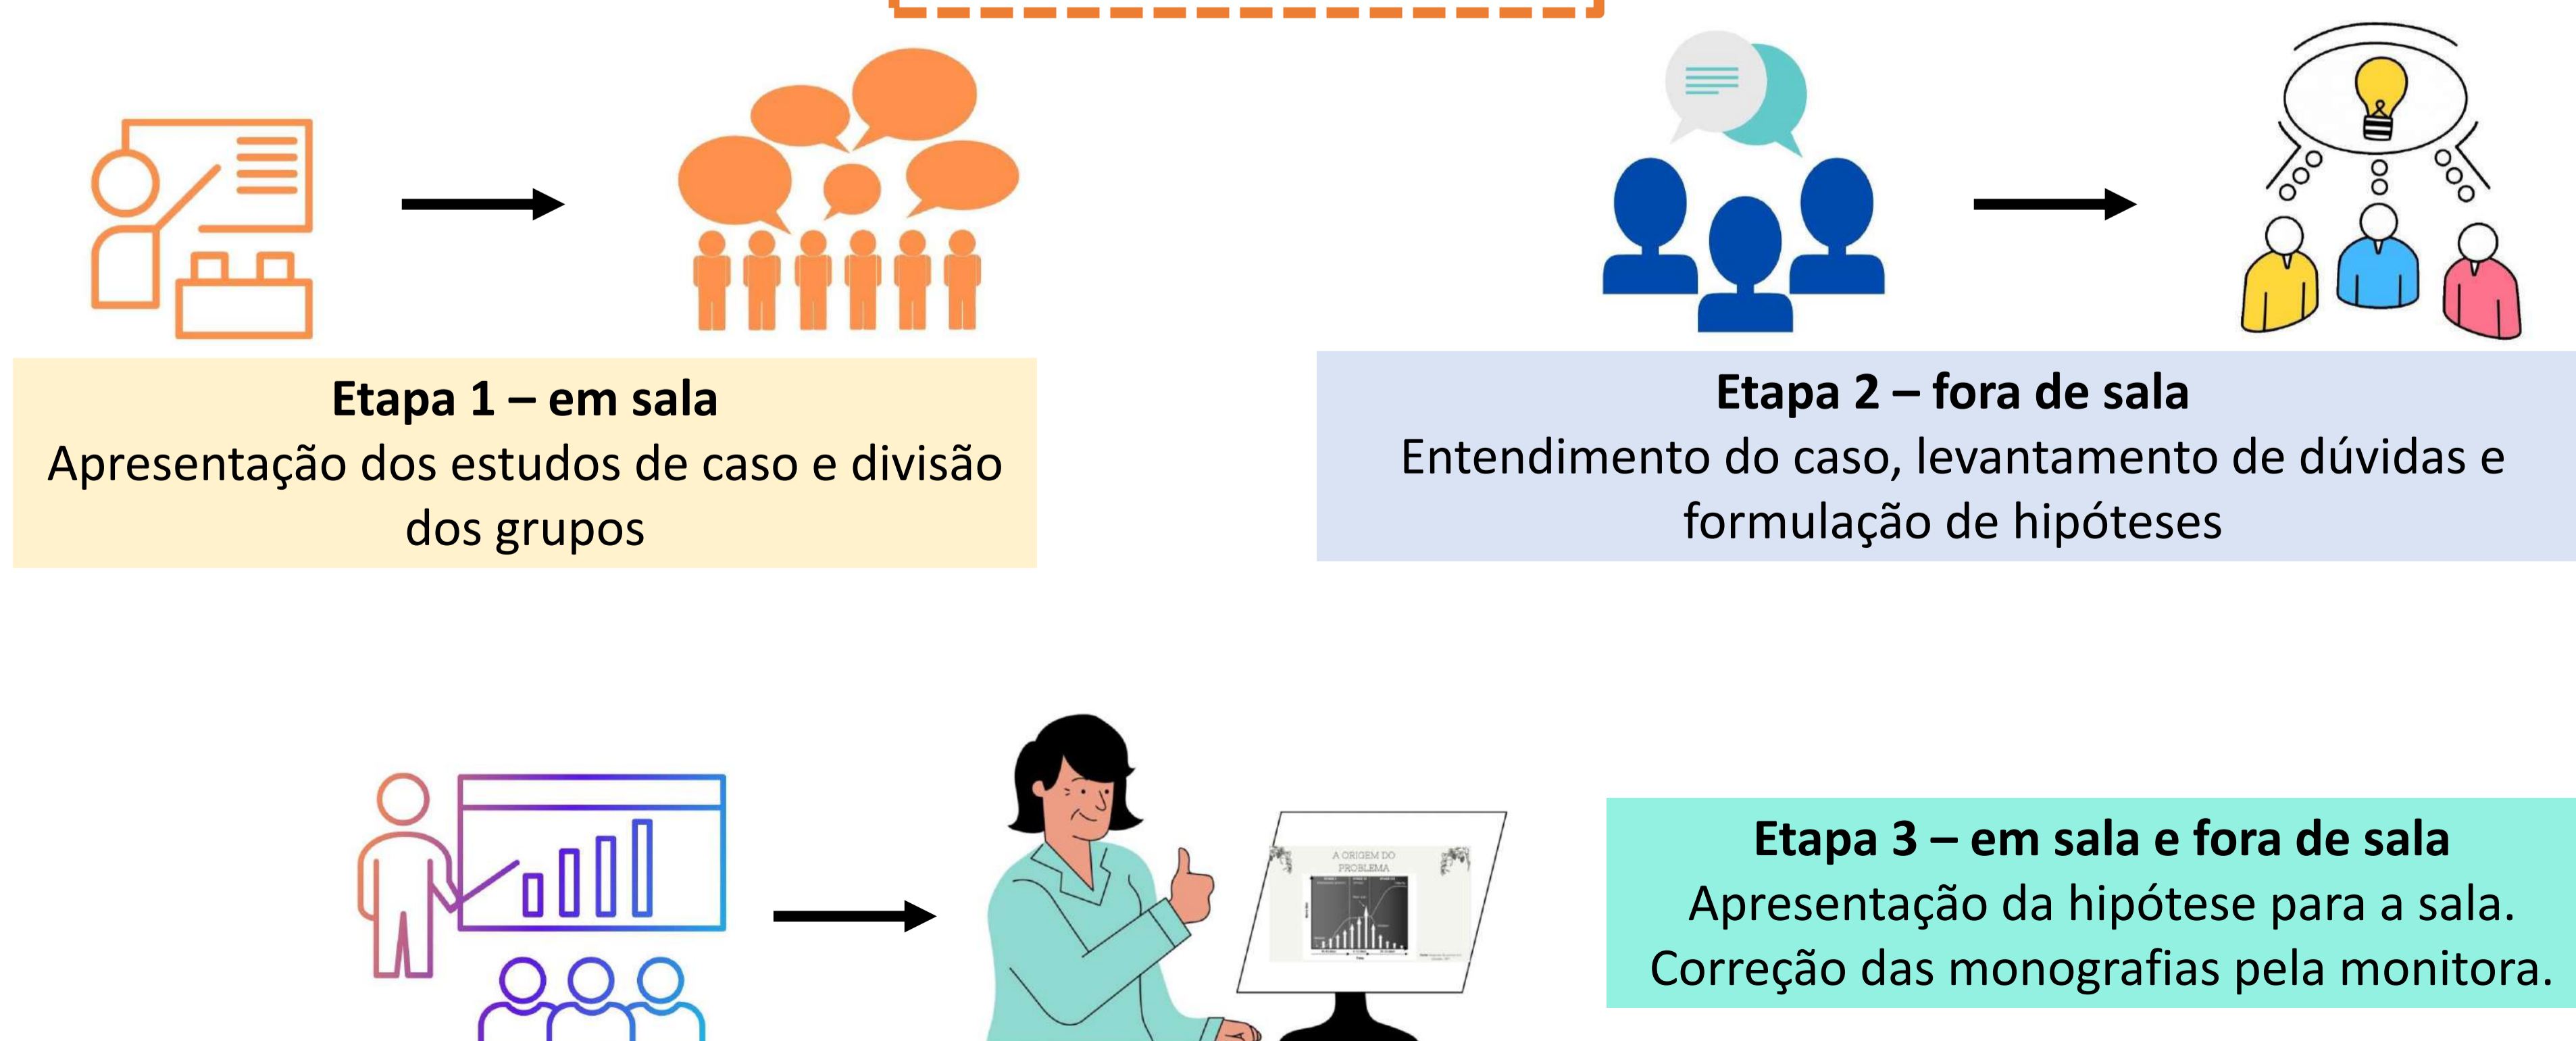 Etapa 1 – em sala
Apresentação dos estudos de caso e divisão
dos grupos
Etapa 2 – fora de sala
Entendimento do caso, levantamento de dúvidas e
formulação de hipóteses
A ORIGEM DO
PROBLEMA
Etapa 3 – em sala e fora de sala
Apresentação da hipótese para a sala.
Correção das monografias pela monitora.